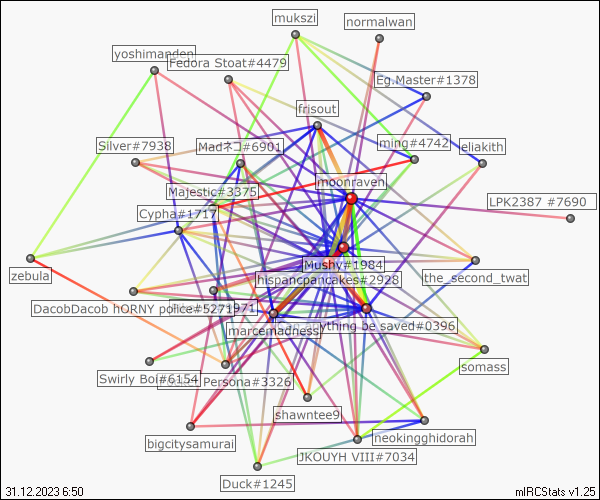 mukszi
normalwan
yoshimanden
Fedora Stoat#4479
Eg.Master#1378
frisout
Silver#7938
Madネコ#6901
ming#4742
eliakith
moonraven
Majestic#3375
LPK2387 #7690
Cypha#1717
Mushy#1984
zebula
hispancpancakes#2928
the_second_twat
DacobDacob hORNY police#5271
1971
marcemadness
ything be saved#0396
somass
Swirly Boi#6154
Persona#3326
shawntee9
bigcitysamurai
neokingghidorah
JKOUYH VIII#7034
Duck#1245
31.12.2023 6:50
mIRCStats v1.25